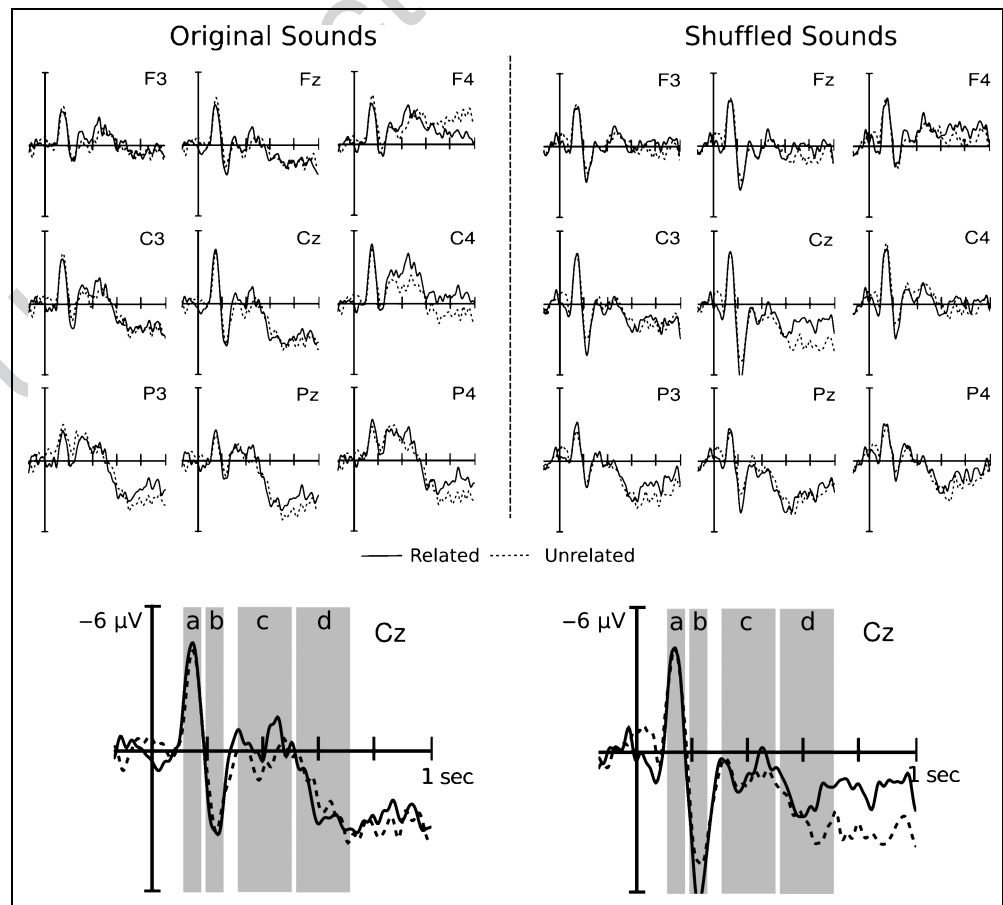 Original Sounds
Shuffled Sounds
F3 Fz F4
F3 Fz F4
C3 Cz C4
C3 Cz C4
P3 Pz P4
P3 Pz P4
Related Unrelated
−6 µV a b c d Cz
1 sec
−6 µV a b c d Cz
1 sec